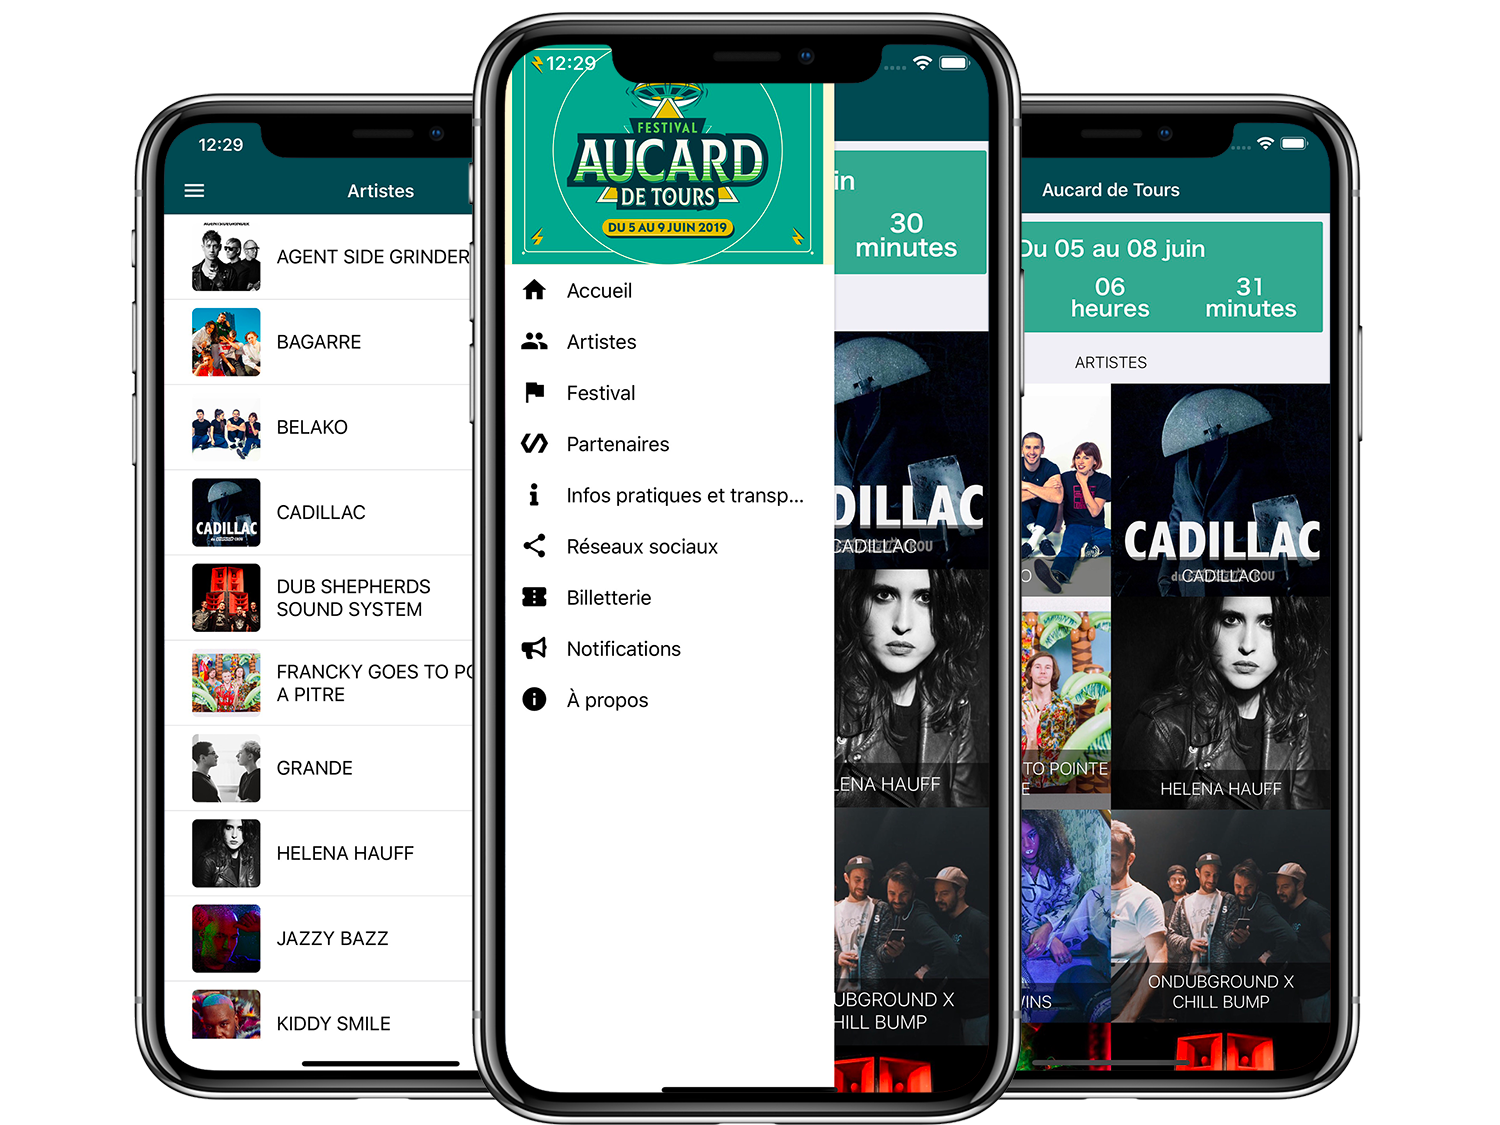 12:29
Artistes
AGENT SIDE GRINDER
BAGARRE
BELAKO
CADILLAC
CADILLAC
DUB SHEPHERDS
SOUND SYSTEM
FRANCKY GOES TO PO
A PITRE
GRANDE
HELENA HAUFF
JAZZY BAZZ
KIDDY SMILE
12:29
FESTIVAL
AUCARD
DE TOURS
DU 5 AU 9 JUIN 2019
Accueil
Artistes
Festival
Partenaires
Infos pratiques et transp...
Réseaux sociaux
Billetterie
Notifications
À propos
in
30
minutes
DILLAC
CADILLAC
LENA HAUFF
UBGROUND X
HILL BUMP
Aucard de Tours
Du 05 au 08 juin
06
heures
31
minutes
ARTISTES
O
CADILLAC
CADILLAC
TO POINTE
E
HELENA HAUFF
INS
ONDUBGROUND X
CHILL BUMP